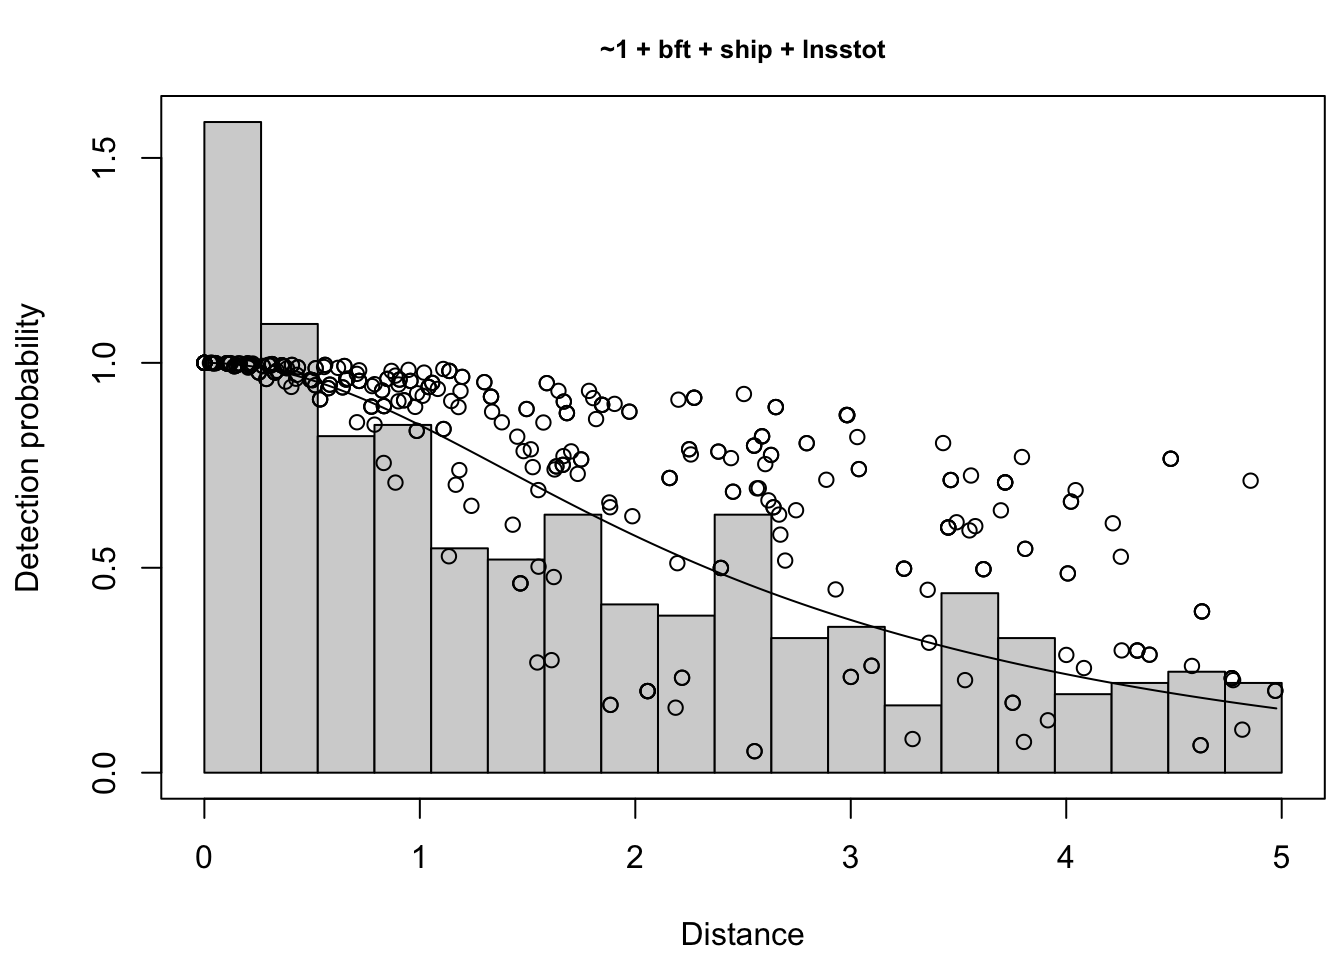 ~1 + bft + ship + lnsstot
Detection probability
1.5
1.0
0.5
0.0
0 1 2 3 4 5
Distance